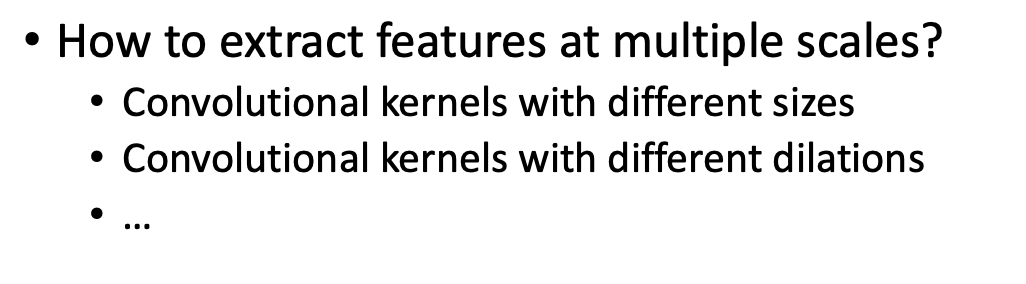 • How to extract features at multiple scales?
• Convolutional kernels with different sizes
• Convolutional kernels with different dilations
• ...